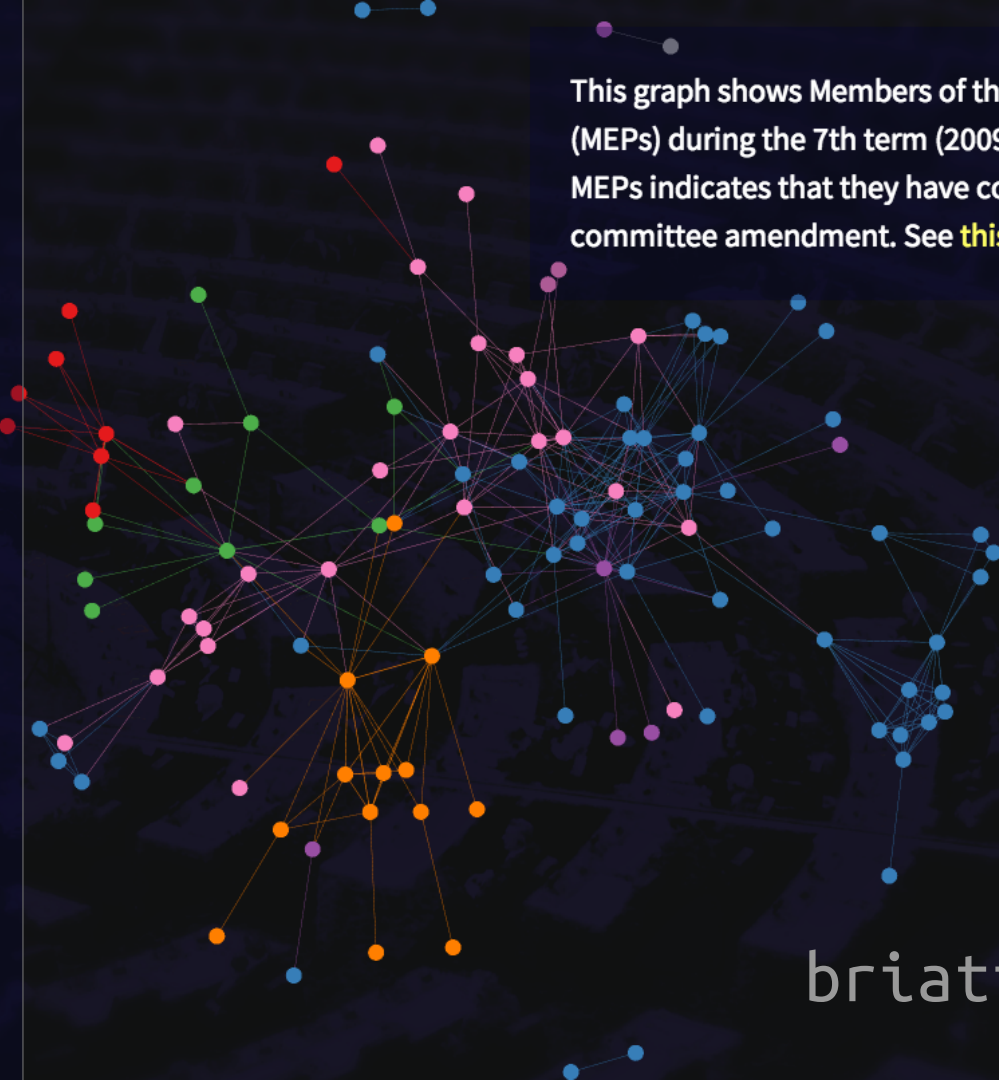 This graph shows Members of th
(MEPs) during the 7th term (2009
MEPs indicates that they have co
committee amendment. See this
briat